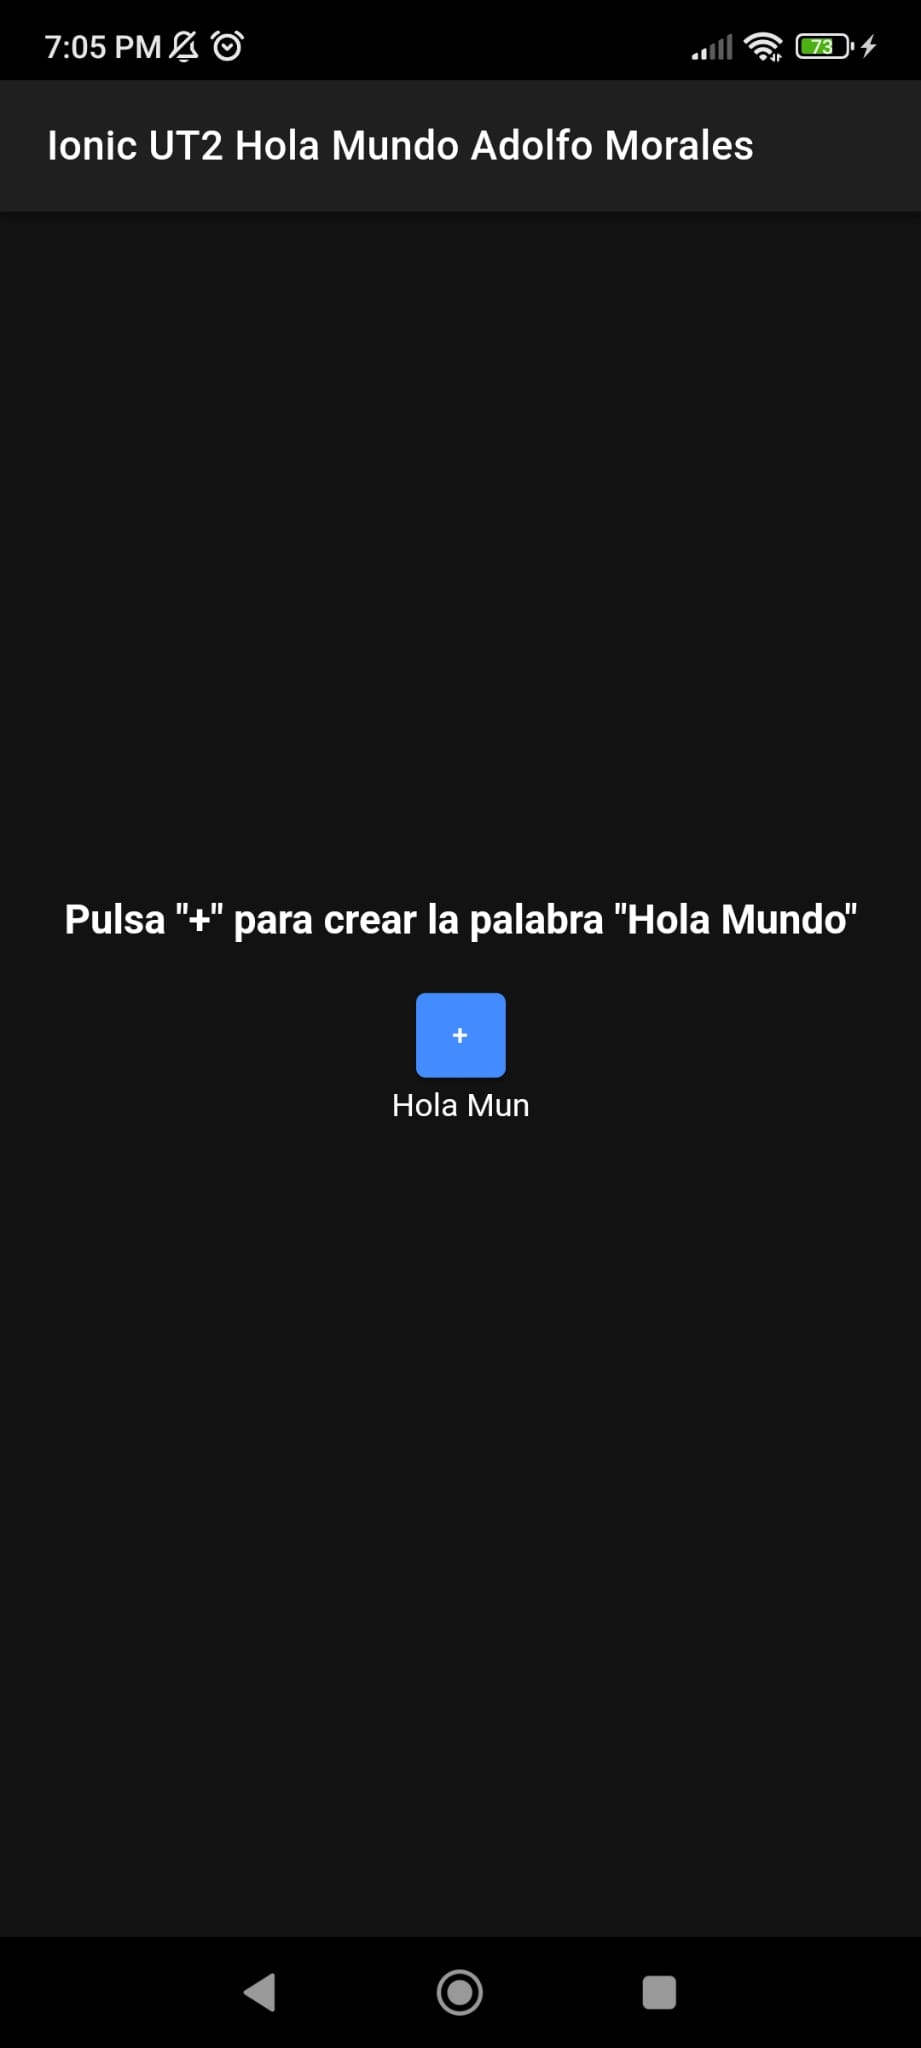 7:05 PM 73
Ionic UT2 Hola Mundo Adolfo Morales
Pulsa "+" para crear la palabra "Hola Mundo"
+
Hola Mun